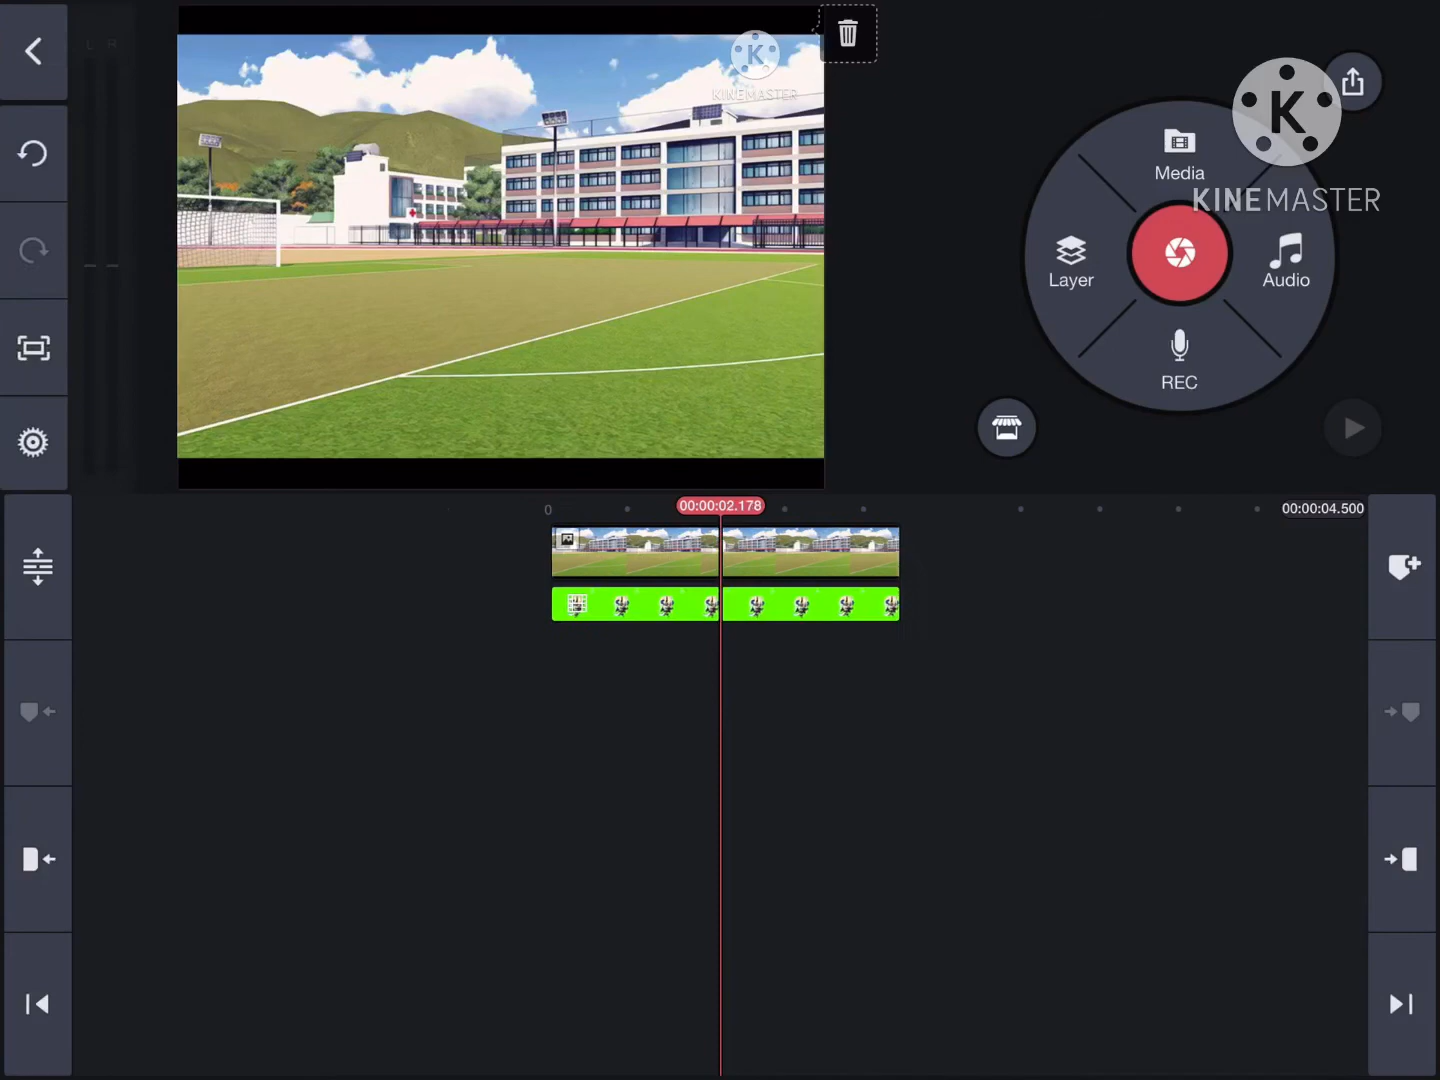 L R
KINEMASTER
Media
KINEMASTER
Layer
Audio
REC
0
00:00:02.178
00:00:04.500